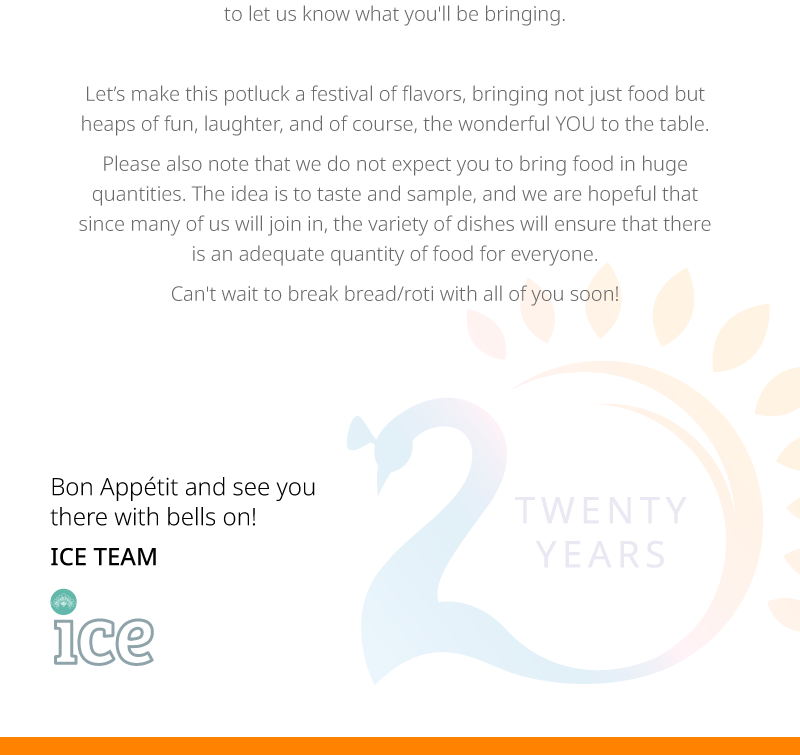 to let us know what you'll be bringing.
Let’s make this potluck a festival of flavors, bringing not just food but
heaps of fun, laughter, and of course, the wonderful YOU to the table.
Please also note that we do not expect you to bring food in huge
quantities. The idea is to taste and sample, and we are hopeful that
since many of us will join in, the variety of dishes will ensure that there
is an adequate quantity of food for everyone.
Can't wait to break bread/roti with all of you soon!
TWENTY
YEARS
Bon Appétit and see you
there with bells on!
ICE TEAM
ice